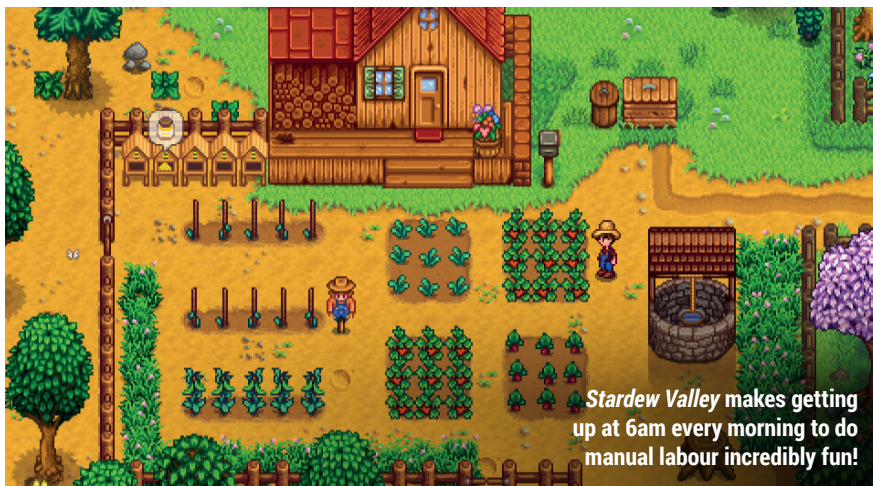 Stardew Valley makes getting
up at 6am every morning to do
manual labour incredibly fun!